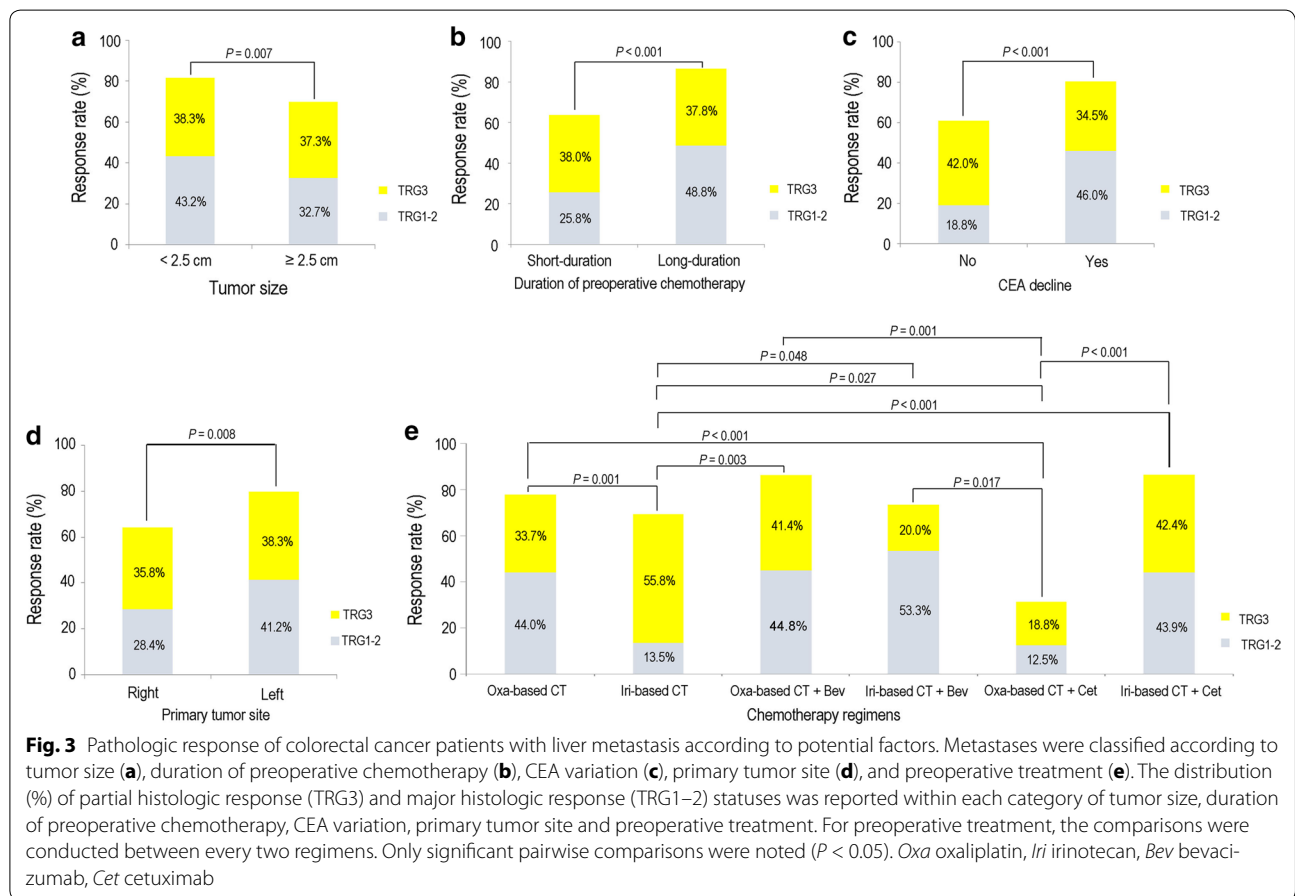 a
P = 0.007
100
80
60
40
20
0
Response rate (%)
38.3%
43.2%
37.3%
32.7%
TRG3
TRG1-2
< 2.5 cm
≥ 2.5 cm
Tumor size
b
P < 0.001
100
80
60
40
20
0
Response rate (%)
38.0%
25.8%
37.8%
48.8%
TRG3
TRG1-2
Short-duration
Long-duration
Duration of preoperative chemotherapy
c
P < 0.001
100
80
60
40
20
0
Response rate (%)
42.0%
18.8%
34.5%
46.0%
TRG3
TRG1-2
No
Yes
CEA decline
d
P = 0.008
100
80
60
40
20
0
Response rate (%)
35.8%
28.4%
38.3%
41.2%
TRG3
TRG1-2
Right
Left
Primary tumor site
e
P = 0.001
P = 0.048
P < 0.001
P = 0.027
P < 0.001
P < 0.001
P = 0.003
P = 0.001
P = 0.017
100
80
60
40
20
0
Response rate (%)
33.7%
44.0%
55.8%
13.5%
41.4%
44.8%
20.0%
53.3%
18.8%
12.5%
42.4%
43.9%
TRG3
TRG1-2
Oxa-based CT
Iri-based CT
Oxa-based CT + Bev
Iri-based CT + Bev
Oxa-based CT + Cet
Iri-based CT + Cet
Chemotherapy regimens
Fig. 3 Pathologic response of colorectal cancer patients with liver metastasis according to potential factors. Metastases were classified according to
tumor size (a), duration of preoperative chemotherapy (b), CEA variation (c), primary tumor site (d), and preoperative treatment (e). The distribution
(%) of partial histologic response (TRG3) and major histologic response (TRG1–2) statuses was reported within each category of tumor size, duration
of preoperative chemotherapy, CEA variation, primary tumor site and preoperative treatment. For preoperative treatment, the comparisons were
conducted between every two regimens. Only significant pairwise comparisons were noted (P < 0.05). Oxa oxaliplatin, Iri irinotecan, Bev bevaci-
zumab, Cet cetuximab